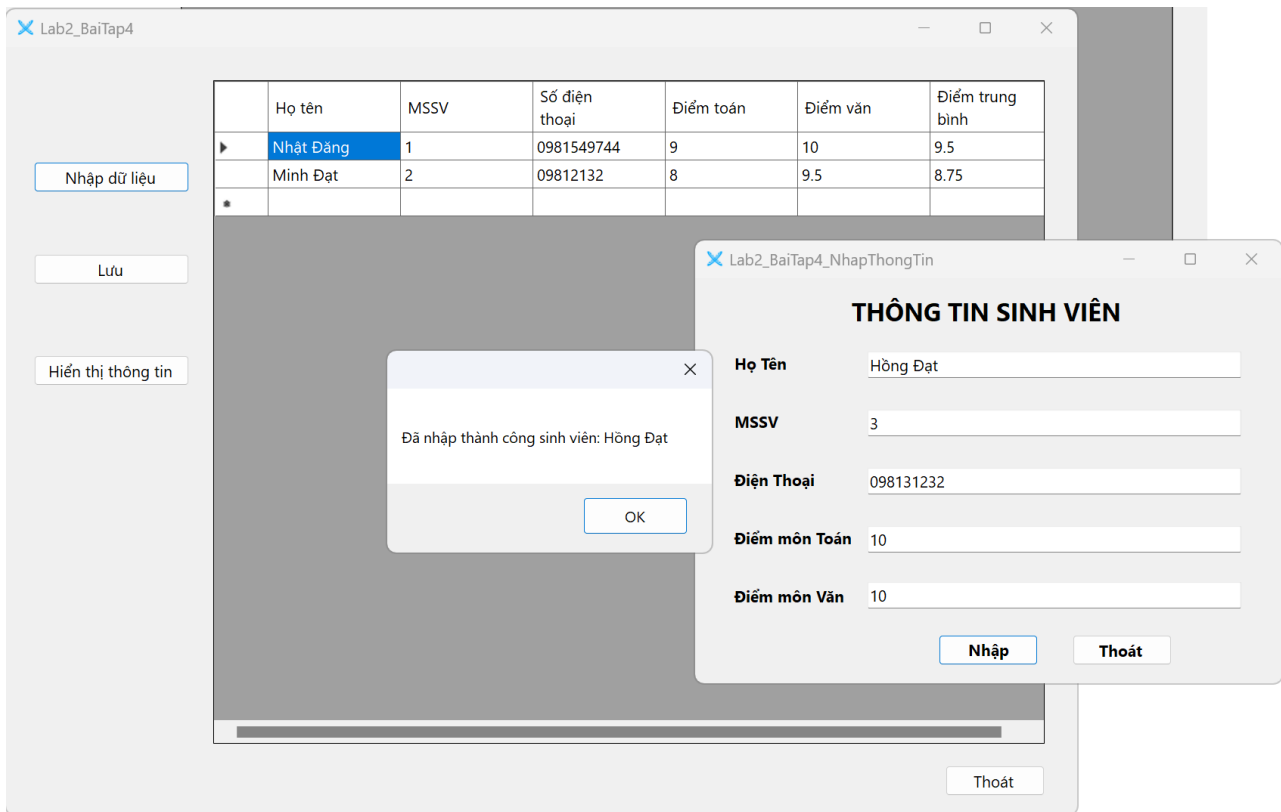 Lab2_BaiTap4
Họ tên MSSV Số điện thoại Điểm toán Điểm văn Điểm trung bình
Nhật Đăng 1 0981549744 9 10 9.5
Minh Đạt 2 09812132 8 9.5 8.75
Nhập dữ liệu
Lưu
Hiển thị thông tin
Đã nhập thành công sinh viên: Hồng Đạt
OK
Lab2_BaiTap4_NhapThongTin
THÔNG TIN SINH VIÊN
Họ Tên Hồng Đạt
MSSV 3
Điện Thoại 098131232
Điểm môn Toán 10
Điểm môn Văn 10
Nhập Thoát
Thoát